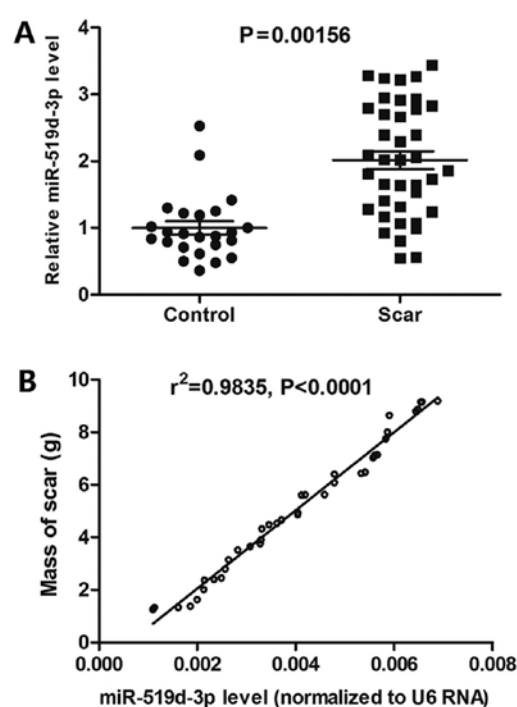 A
P=0.00156
Relative miR-519d-3p level
4
3
2
1
0
Control Scar
B
r²=0.9835, P<0.0001
Mass of scar (g)
10
8
6
4
2
0
0.000 0.002 0.004 0.006 0.008
miR-519d-3p level (normalized to U6 RNA)